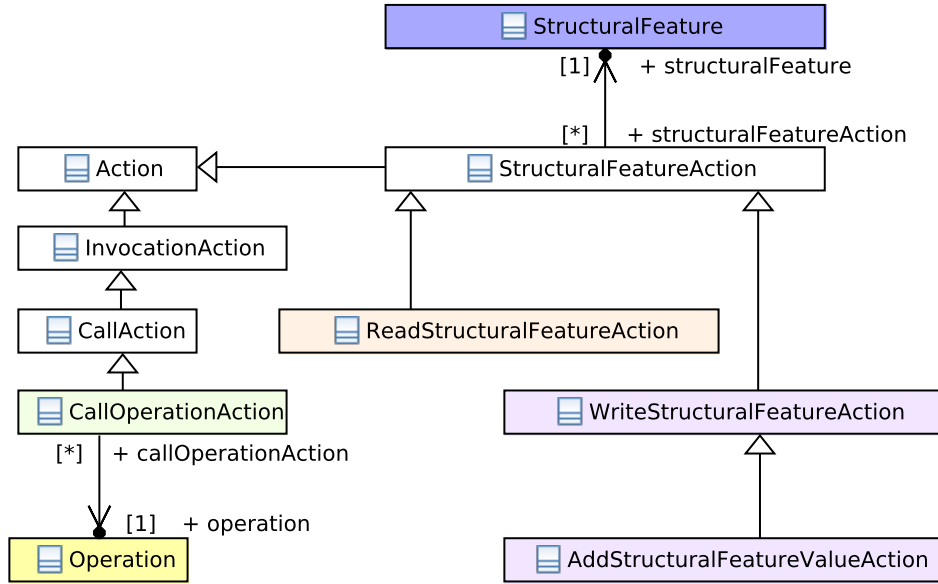 StructuralFeature
[1] + structuralFeature
[*] + structuralFeatureAction
Action
StructuralFeatureAction
InvocationAction
CallAction
ReadStructuralFeatureAction
CallOperationAction
WriteStructuralFeatureAction
[*] + callOperationAction
[1] + operation
Operation
AddStructuralFeatureValueAction